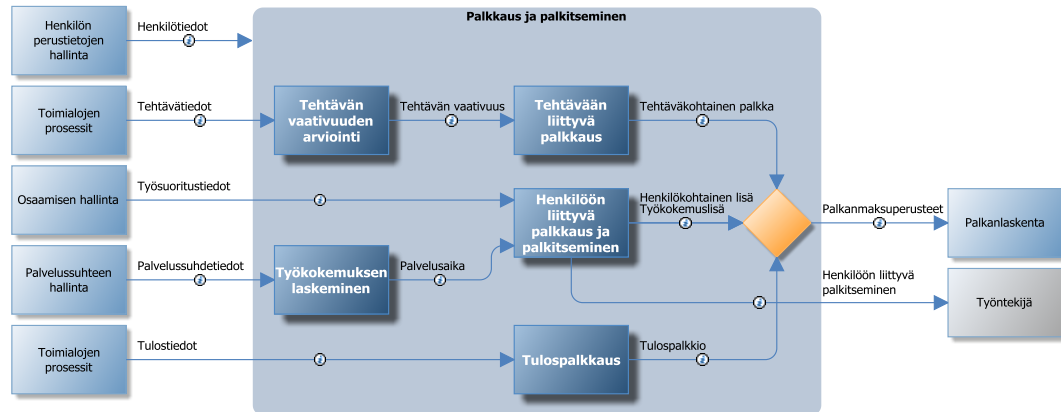 Palkkaus ja palkitseminen
Henkilön
perustietojen
hallinta
Henkilötiedot
Toimialojen
prosessit
Tehtävätiedot
Tehtävän
vaativuuden
arviointi
Tehtävän vaativuus
Tehtävään
liittyvä
palkkaus
Tehtäväkohtainen palkka
Osaamisen hallinta
Työsuoritustiedot
Henkilöön
liittyvä
palkkaus ja
palkitseminen
Henkilökohtainen lisä
Työkokemuslisä
Palkanmaksuperusteet
Palkanlaskenta
Palvelussuhteen
hallinta
Palvelussuhdetiedot
Työkokemuksen
laskeminen
Palvelusaika
Henkilöön liittyvä
palkitseminen
Työntekijä
Toimialojen
prosessit
Tulostiedot
Tulospalkkaus
Tulospalkkio